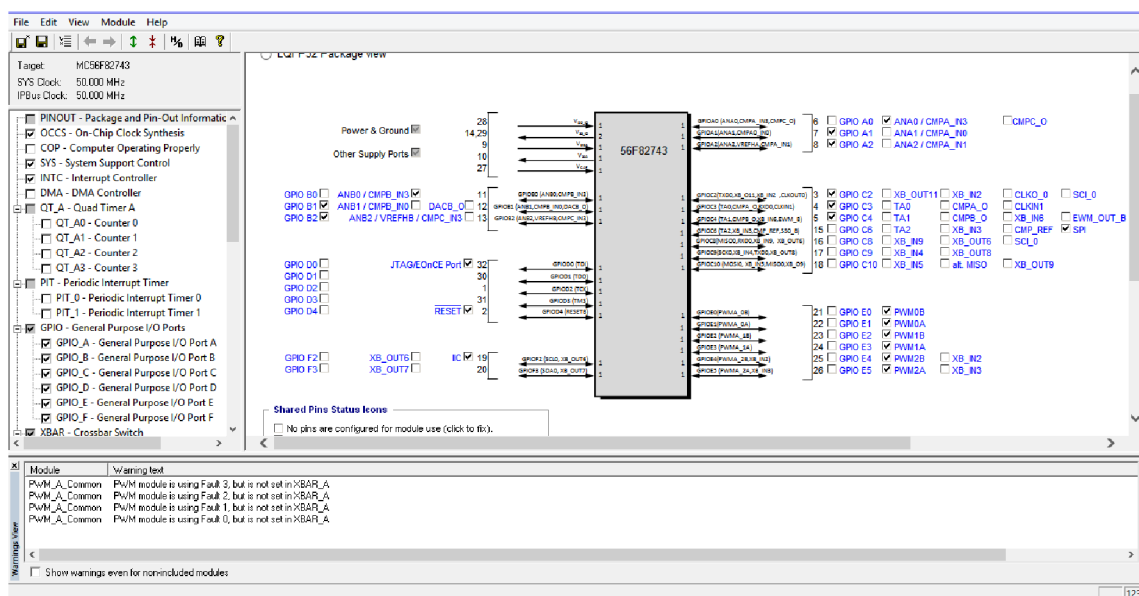 File Edit View Module Help
Target: MC56F82743
SYS Clock: 50.000 MHz
IPBus Clock: 50.000 MHz
PINOUT - Package and Pin-Out Informatic
OCCS - On-Chip Clock Synthesis
COP - Computer Operating Properly
SYS - System Support Control
INTC - Interrupt Controller
DMA - DMA Controller
QT_A - Quad Timer A
QT_A0 - Counter 0
QT_A1 - Counter 1
QT_A2 - Counter 2
QT_A3 - Counter 3
PIT - Periodic Interrupt Timer
PIT_0 - Periodic Interrupt Timer 0
PIT_1 - Periodic Interrupt Timer 1
GPIO - General Purpose I/O Ports
GPIO_A - General Purpose I/O Port A
GPIO_B - General Purpose I/O Port B
GPIO_C - General Purpose I/O Port C
GPIO_D - General Purpose I/O Port D
GPIO_E - General Purpose I/O Port E
GPIO_F - General Purpose I/O Port F
XBAR - Crossbar Switch
Package view
Power & Ground
Other Supply Ports
28
14,29
9
10
27
56F82743
GPIO B0 ANB0 / CMPB_IN3 11
GPIO B1 ANB1 / CMPB_IN0 DACB_O 12
GPIO B2 ANB2 / VREFHB / CMPC_IN3 13
GPIO D0 JTAG/EOnCE Port 32 GPIOD0 (TDI)
GPIO D1 30 GPIOD1 (TDO)
GPIO D2 1
GPIO D3 31
GPIO D4 RESET 2
GPIO F2 XB_OUT6 IIC 19
GPIO F3 XB_OUT7 20
6 GPIO A0 ANA0 / CMPA_IN3 CMPC_O
7 GPIO A1 ANA1 / CMPA_IN0
8 GPIO A2 ANA2 / CMPA_IN1
3 GPIO C2 XB_OUT11 XB_IN2 CLKO_0 SCI_0
4 GPIO C3 TA0 CMPA_O CLKIN1
5 GPIO C4 TA1 CMPB_O XB_IN6 EWM_OUT_B
15 GPIO C6 TA2 XB_IN3 CMP_REF SPI
16 GPIO C8 XB_IN9 XB_OUT6 SCI_0
17 GPIO C9 XB_IN4 XB_OUT8
18 GPIO C10 XB_IN5 alt. MISO XB_OUT9
21 GPIO E0 PWM0B
22 GPIO E1 PWM0A
23 GPIO E2 PWM1B
24 GPIO E3 PWM1A
25 GPIO E4 PWM2B XB_IN2
26 GPIO E5 PWM2A XB_IN3
Shared Pins Status Icons
No pins are configured for module use (click to fix).
Module Warning text
PWM_A_Common PWM module is using Fault 3, but is not set in XBAR_A
PWM_A_Common PWM module is using Fault 2, but is not set in XBAR_A
PWM_A_Common PWM module is using Fault 1, but is not set in XBAR_A
PWM_A_Common PWM module is using Fault 0, but is not set in XBAR_A
Warnings View
Show warnings even for non-included modules